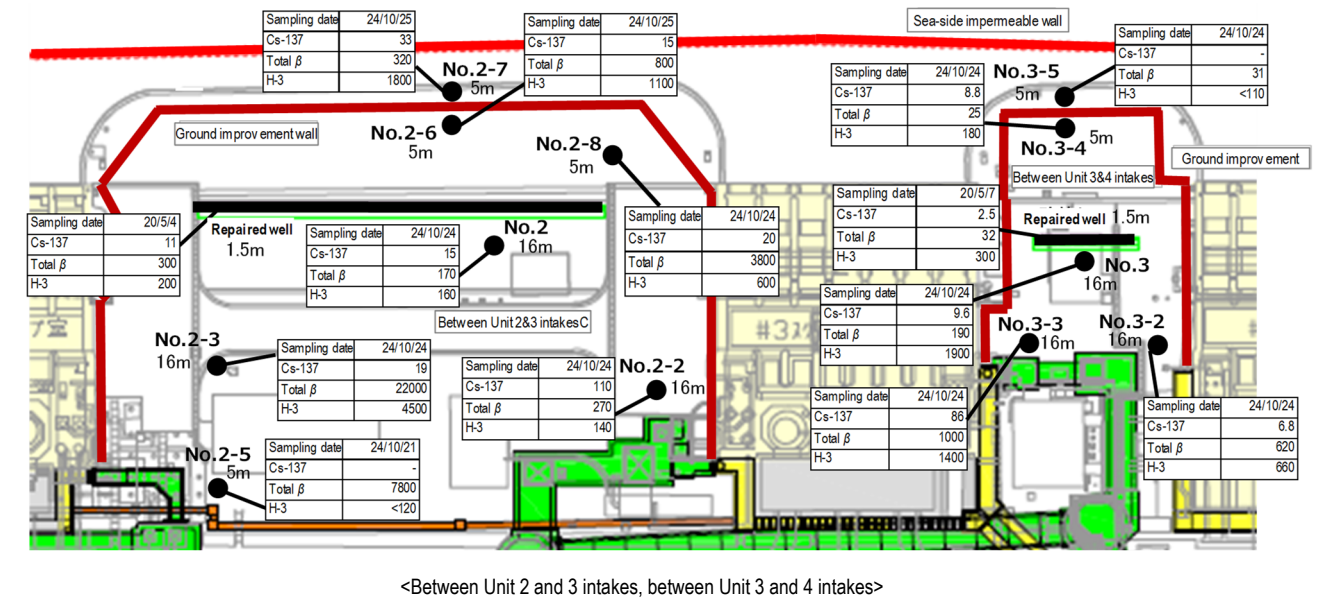 Sampling date 24/10/25
Cs-137 33
Total β 320
H-3 1800
Sampling date 24/10/25
Cs-137 15
Total β 800
H-3 1100
Sea-side impermeable wall
Sampling date 24/10/24
Cs-137 -
Total β 31
H-3 <110
No.2-7
5m
No.3-5
5m
Sampling date 24/10/24
Cs-137 8.8
Total β 25
H-3 180
Ground improvement wall
No.2-6
5m
No.2-8
5m
No.3-4
5m
Ground improvement
Between Unit 3&4 intakes
Sampling date 20/5/4
Cs-137 11
Total β 300
H-3 200
Repaired well
1.5m
Sampling date 24/10/24
Cs-137 15
Total β 170
H-3 160
No.2
16m
Sampling date 24/10/24
Cs-137 20
Total β 3800
H-3 600
Sampling date 20/5/7
Cs-137 2.5
Total β 32
H-3 300
Repaired well 1.5m
No.3
16m
Between Unit 2&3 intakes C
Sampling date 24/10/24
Cs-137 9.6
Total β 190
H-3 1900
No.2-3
16m
Sampling date 24/10/24
Cs-137 19
Total β 22000
H-3 4500
Sampling date 24/10/24
Cs-137 110
Total β 270
H-3 140
No.2-2
16m
No.3-3
16m
No.3-2
16m
Sampling date 24/10/24
Cs-137 86
Total β 1000
H-3 1400
Sampling date 24/10/24
Cs-137 6.8
Total β 620
H-3 660
No.2-5
5m
Sampling date 24/10/21
Cs-137 -
Total β 7800
H-3 <120
<Between Unit 2 and 3 intakes, between Unit 3 and 4 intakes>